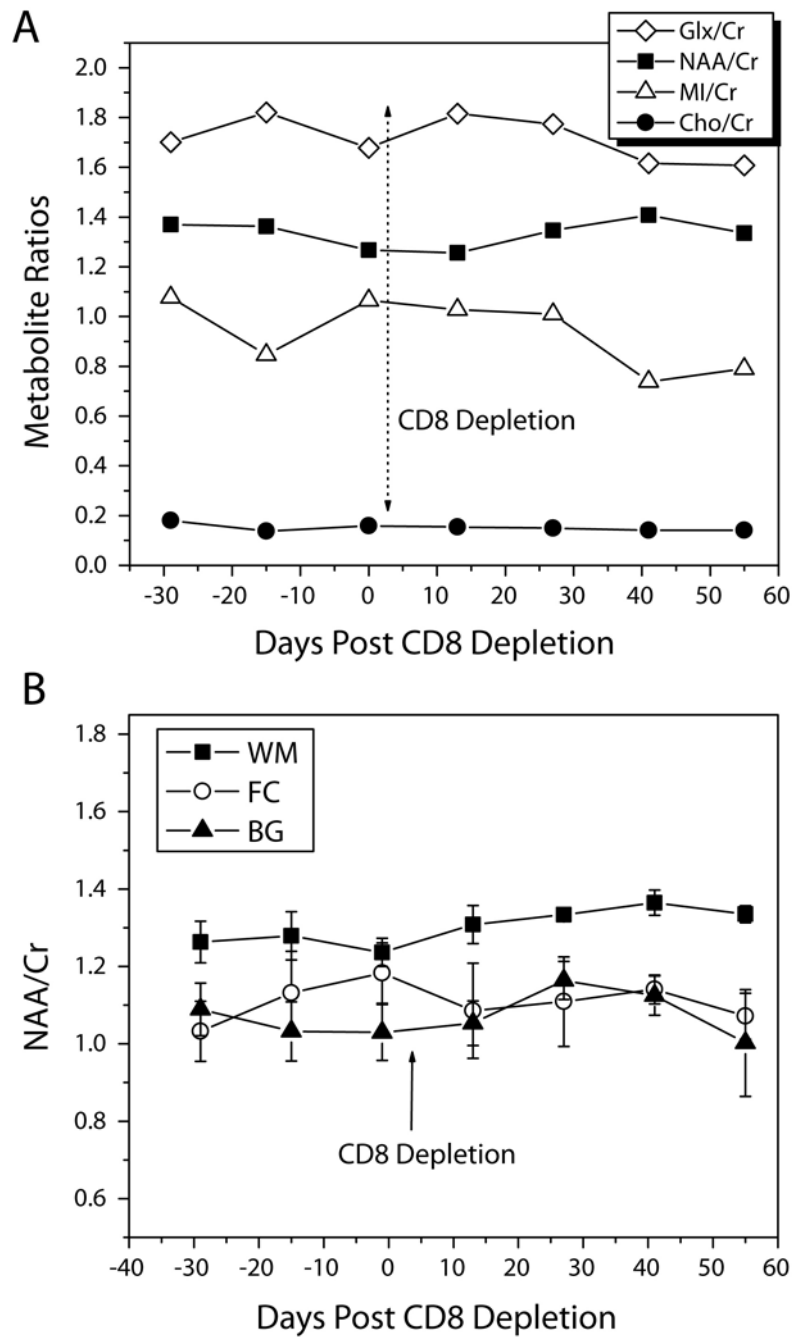 A
Glx/Cr
NAA/Cr
MI/Cr
Cho/Cr
2.0
1.8
1.6
1.4
1.2
1.0
0.8
0.6
0.4
0.2
0.0
Metabolite Ratios
CD8 Depletion
-30 -20 -10 0 10 20 30 40 50 60
Days Post CD8 Depletion
B
WM
FC
BG
1.8
1.6
1.4
1.2
1.0
0.8
0.6
NAA/Cr
CD8 Depletion
-40 -30 -20 -10 0 10 20 30 40 50 60
Days Post CD8 Depletion